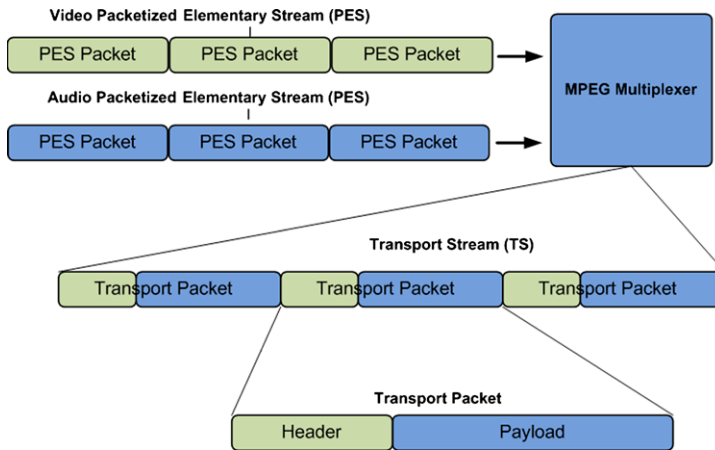 Video Packetized Elementary Stream (PES)
PES Packet PES Packet PES Packet
Audio Packetized Elementary Stream (PES)
PES Packet PES Packet PES Packet
MPEG Multiplexer
Transport Stream (TS)
Transport Packet Transport Packet Transport Packet
Transport Packet
Header Payload